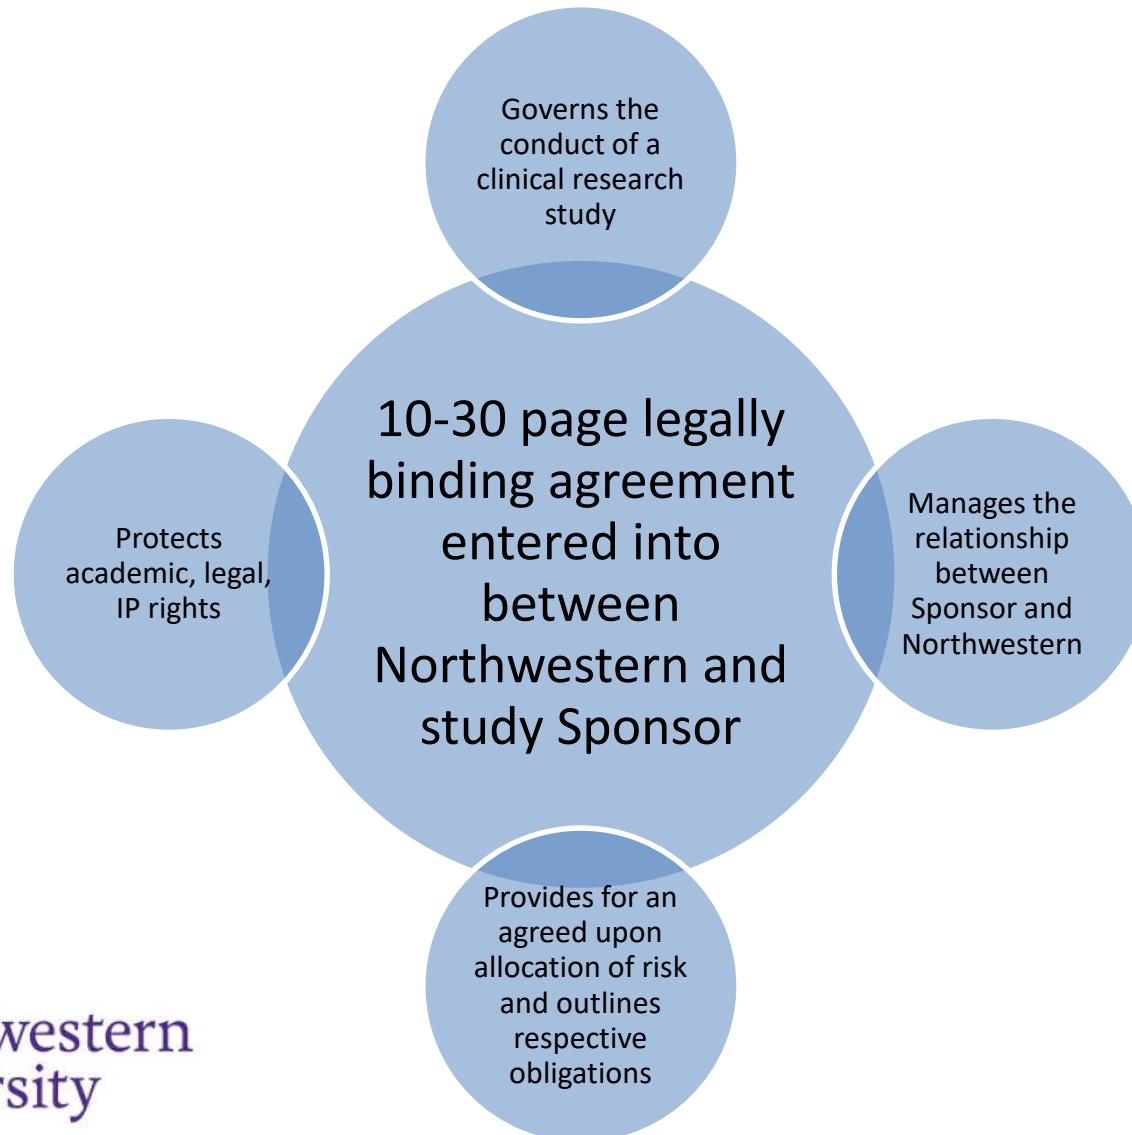 Governs the
conduct of a
clinical research
study
10-30 page legally
binding agreement
entered into
between
Northwestern and
study Sponsor
Protects
academic, legal,
IP rights
Manages the
relationship
between
Sponsor and
Northwestern
Provides for an
agreed upon
allocation of risk
and outlines
respective
obligations
western
rsity